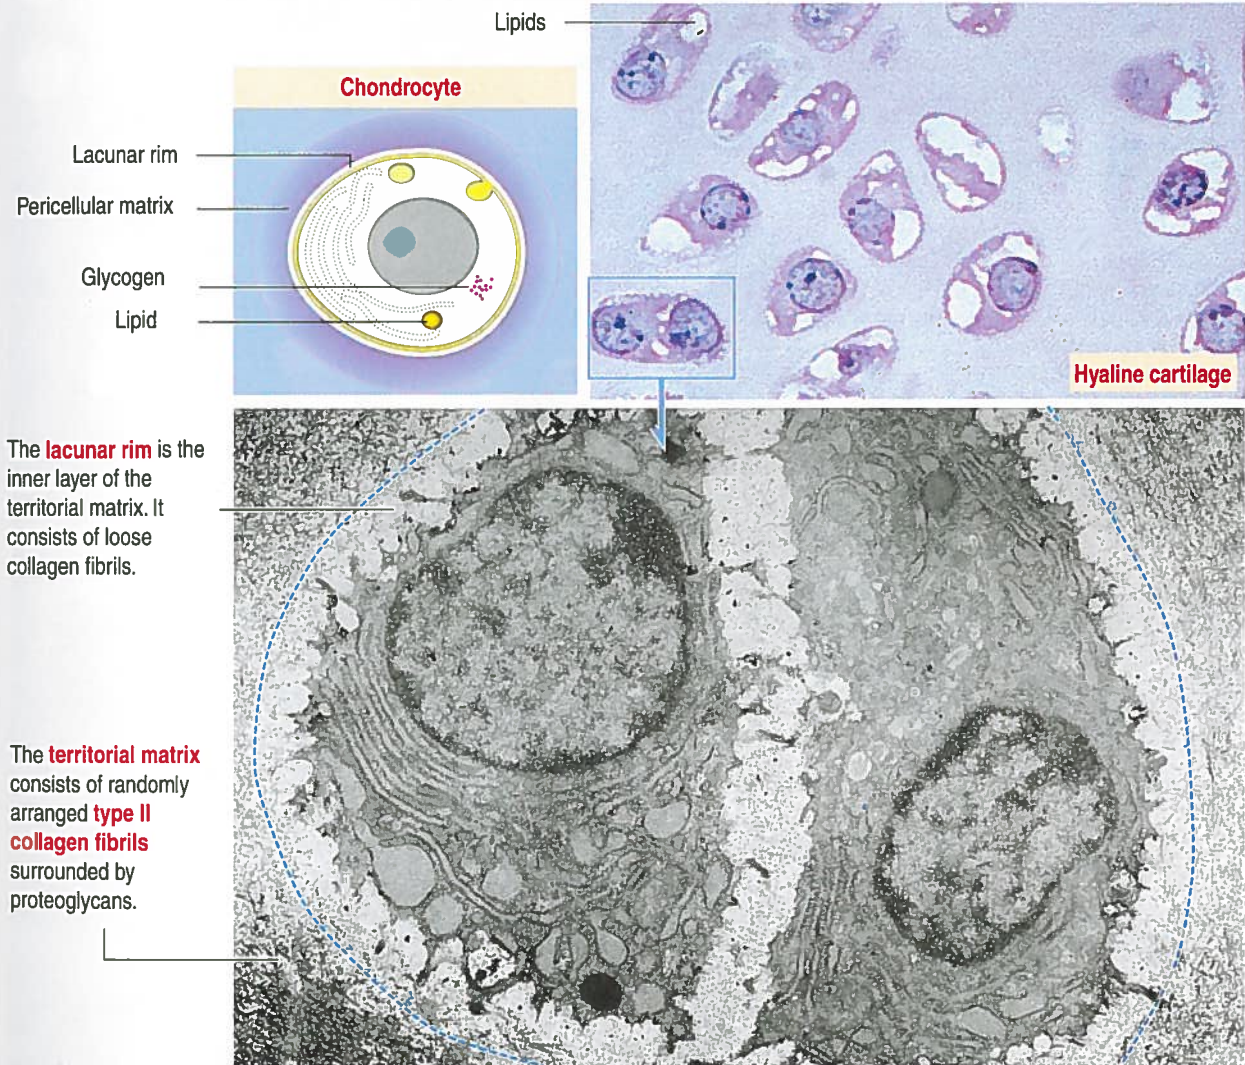 Lipids
Chondrocyte
Lacunar rim
Pericellular matrix
Glycogen
Lipid
Hyaline cartilage
The lacunar rim is the
inner layer of the
territorial matrix. It
consists of loose
collagen fibrils.
The territorial matrix
consists of randomly
arranged type II
collagen fibrils
surrounded by
proteoglycans.